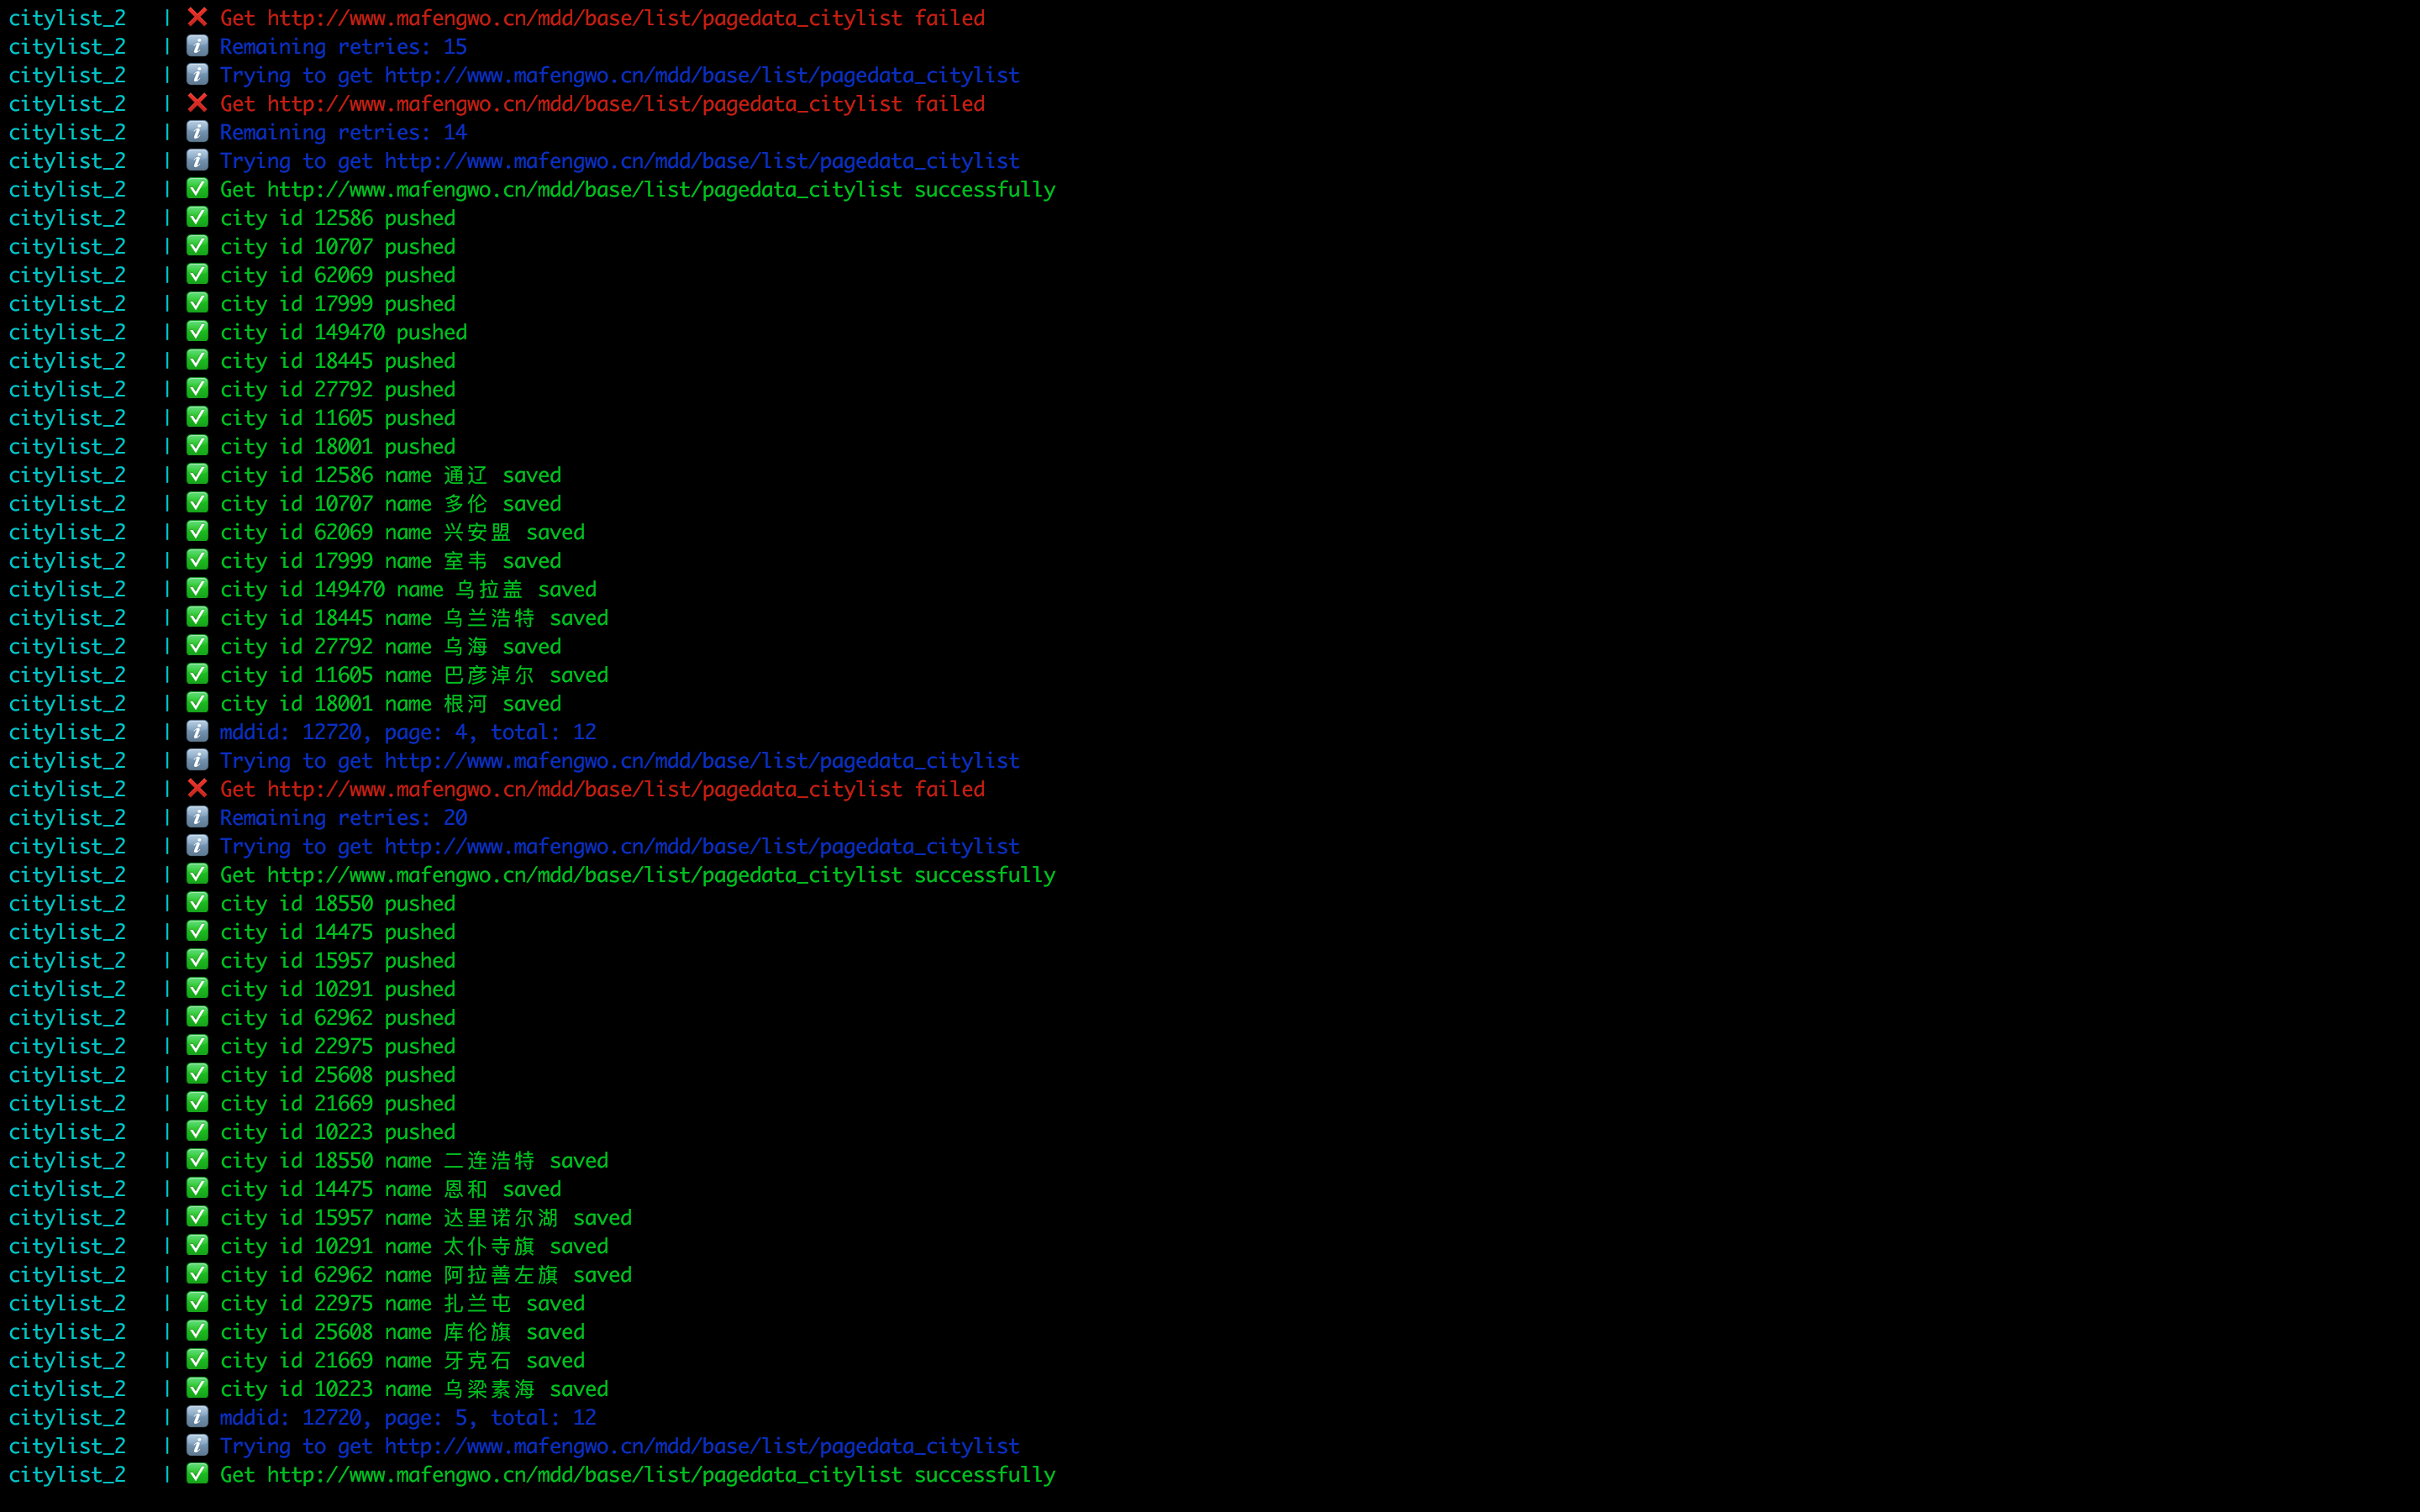 citylist_2 | ❌ Get http://www.mafengwo.cn/mdd/base/list/pagedata_citylist failed
citylist_2 | ℹ️ Remaining retries: 15
citylist_2 | ℹ️ Trying to get http://www.mafengwo.cn/mdd/base/list/pagedata_citylist
citylist_2 | ❌ Get http://www.mafengwo.cn/mdd/base/list/pagedata_citylist failed
citylist_2 | ℹ️ Remaining retries: 14
citylist_2 | ℹ️ Trying to get http://www.mafengwo.cn/mdd/base/list/pagedata_citylist
citylist_2 | ✅ Get http://www.mafengwo.cn/mdd/base/list/pagedata_citylist successfully
citylist_2 | ✅ city id 12586 pushed
citylist_2 | ✅ city id 10707 pushed
citylist_2 | ✅ city id 62069 pushed
citylist_2 | ✅ city id 17999 pushed
citylist_2 | ✅ city id 149470 pushed
citylist_2 | ✅ city id 18445 pushed
citylist_2 | ✅ city id 27792 pushed
citylist_2 | ✅ city id 11605 pushed
citylist_2 | ✅ city id 18001 pushed
citylist_2 | ✅ city id 12586 name 通辽 saved
citylist_2 | ✅ city id 10707 name 多伦 saved
citylist_2 | ✅ city id 62069 name 兴安盟 saved
citylist_2 | ✅ city id 17999 name 室韦 saved
citylist_2 | ✅ city id 149470 name 乌拉盖 saved
citylist_2 | ✅ city id 18445 name 乌兰浩特 saved
citylist_2 | ✅ city id 27792 name 乌海 saved
citylist_2 | ✅ city id 11605 name 巴彦淖尔 saved
citylist_2 | ✅ city id 18001 name 根河 saved
citylist_2 | ℹ️ mddid: 12720, page: 4, total: 12
citylist_2 | ℹ️ Trying to get http://www.mafengwo.cn/mdd/base/list/pagedata_citylist
citylist_2 | ❌ Get http://www.mafengwo.cn/mdd/base/list/pagedata_citylist failed
citylist_2 | ℹ️ Remaining retries: 20
citylist_2 | ℹ️ Trying to get http://www.mafengwo.cn/mdd/base/list/pagedata_citylist
citylist_2 | ✅ Get http://www.mafengwo.cn/mdd/base/list/pagedata_citylist successfully
citylist_2 | ✅ city id 18550 pushed
citylist_2 | ✅ city id 14475 pushed
citylist_2 | ✅ city id 15957 pushed
citylist_2 | ✅ city id 10291 pushed
citylist_2 | ✅ city id 62962 pushed
citylist_2 | ✅ city id 22975 pushed
citylist_2 | ✅ city id 25608 pushed
citylist_2 | ✅ city id 21669 pushed
citylist_2 | ✅ city id 10223 pushed
citylist_2 | ✅ city id 18550 name 二连浩特 saved
citylist_2 | ✅ city id 14475 name 恩和 saved
citylist_2 | ✅ city id 15957 name 达里诺尔湖 saved
citylist_2 | ✅ city id 10291 name 太仆寺旗 saved
citylist_2 | ✅ city id 62962 name 阿拉善左旗 saved
citylist_2 | ✅ city id 22975 name 扎兰屯 saved
citylist_2 | ✅ city id 25608 name 库伦旗 saved
citylist_2 | ✅ city id 21669 name 牙克石 saved
citylist_2 | ✅ city id 10223 name 乌梁素海 saved
citylist_2 | ℹ️ mddid: 12720, page: 5, total: 12
citylist_2 | ℹ️ Trying to get http://www.mafengwo.cn/mdd/base/list/pagedata_citylist
citylist_2 | ✅ Get http://www.mafengwo.cn/mdd/base/list/pagedata_citylist successfully